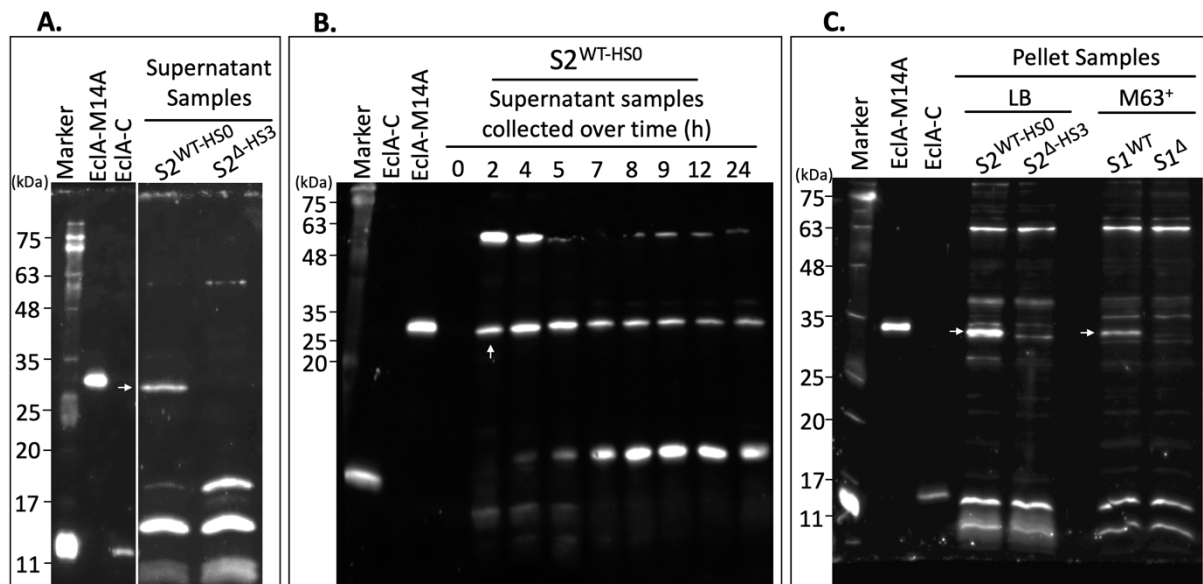 A.
Supernatant
Samples
Marker
EclA-M14A
EclA-C
S2WT-HS0
S2Δ-HS3
(kDa)
75
63
48
35
25
20
17
11
B.
S2WT-HS0
Supernatant samples
collected over time (h)
Marker
EclA-C
EclA-M14A
0 2 4 5 7 8 9 12 24
(kDa)
75
63
48
35
25
20
C.
Pellet Samples
LB M63+
Marker
EclA-M14A
EclA-C
S2WT-HS0
S2Δ-HS3
S1WT
S1Δ
(kDa)
75
63
48
35
25
20
17
11